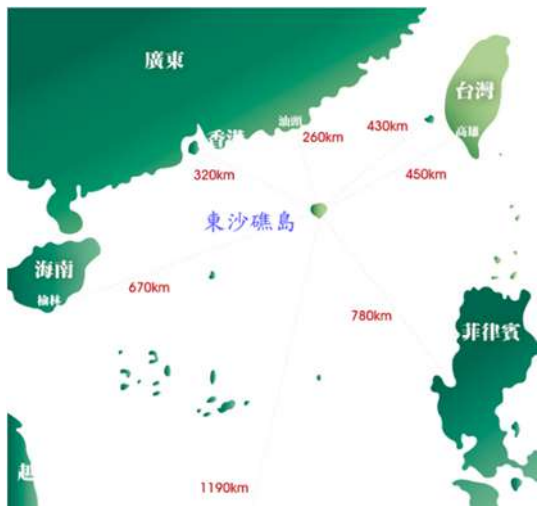 廣東
台灣
汕頭
香港
430km
高雄
260km
320km
450km
東沙礁島
海南
670km
榆林
780km
菲律賓
越
1190km